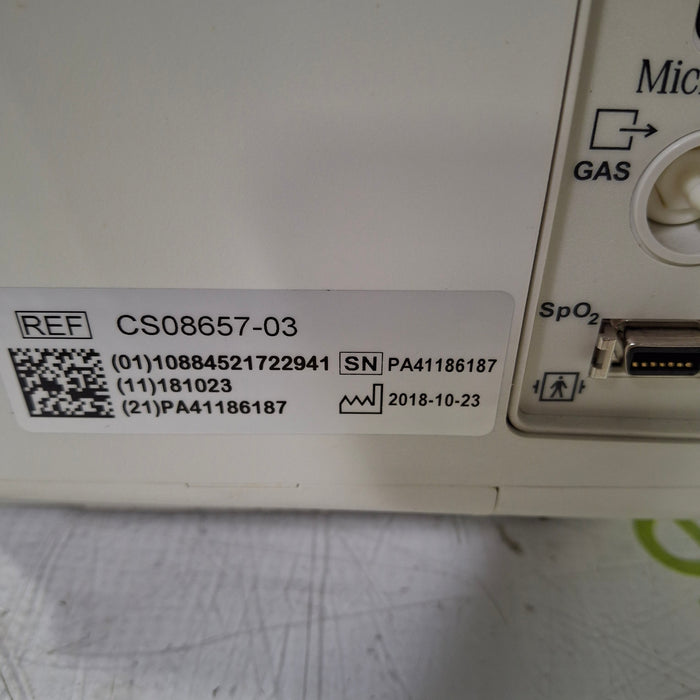 Mic
GAS
SpO2
REF CS08657-03
(01)10884521722941 SN PA41186187
(11)181023
(21)PA41186187 2018-10-23